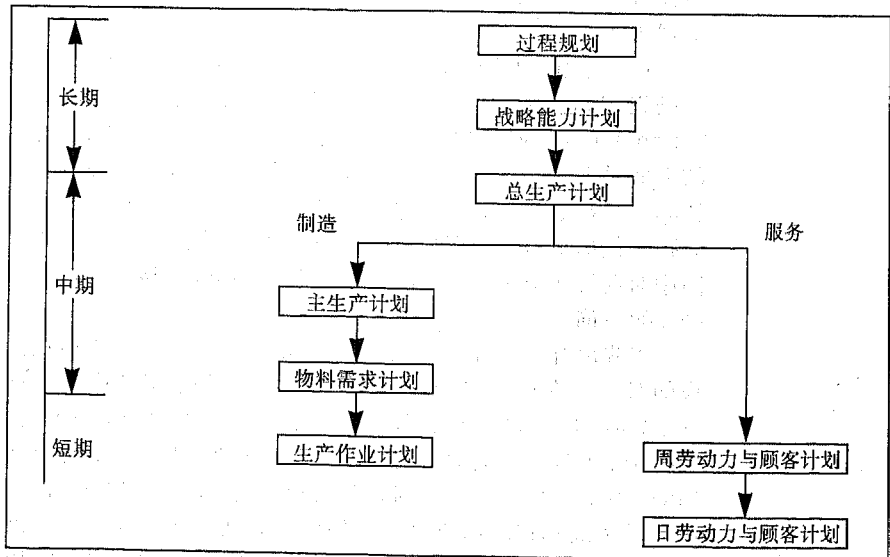 过程规划
长期
战略能力计划
总生产计划
制造
服务
中期
主生产计划
物料需求计划
短期
生产作业计划
周劳动力与顾客计划
日劳动力与顾客计划